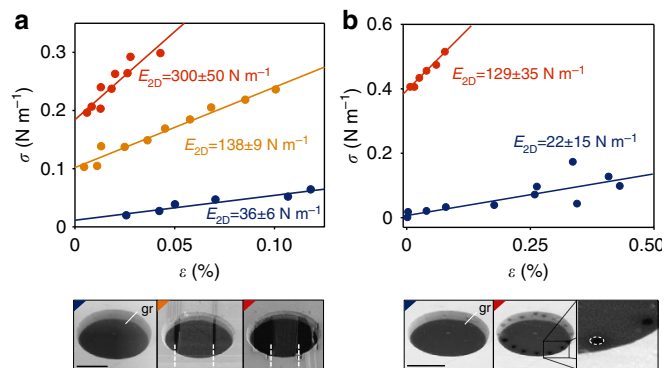 a
0.3
0.2
0.1
0
σ (N m⁻¹)
E2D=300±50 N m⁻¹
E2D=138±9 N m⁻¹
E2D=36±6 N m⁻¹
0
0.05
0.10
ε (%)
gr
b
0.6
0.4
0.2
0
σ (N m⁻¹)
E2D=129±35 N m⁻¹
E2D=22±15 N m⁻¹
0
0.25
0.50
ε (%)
gr